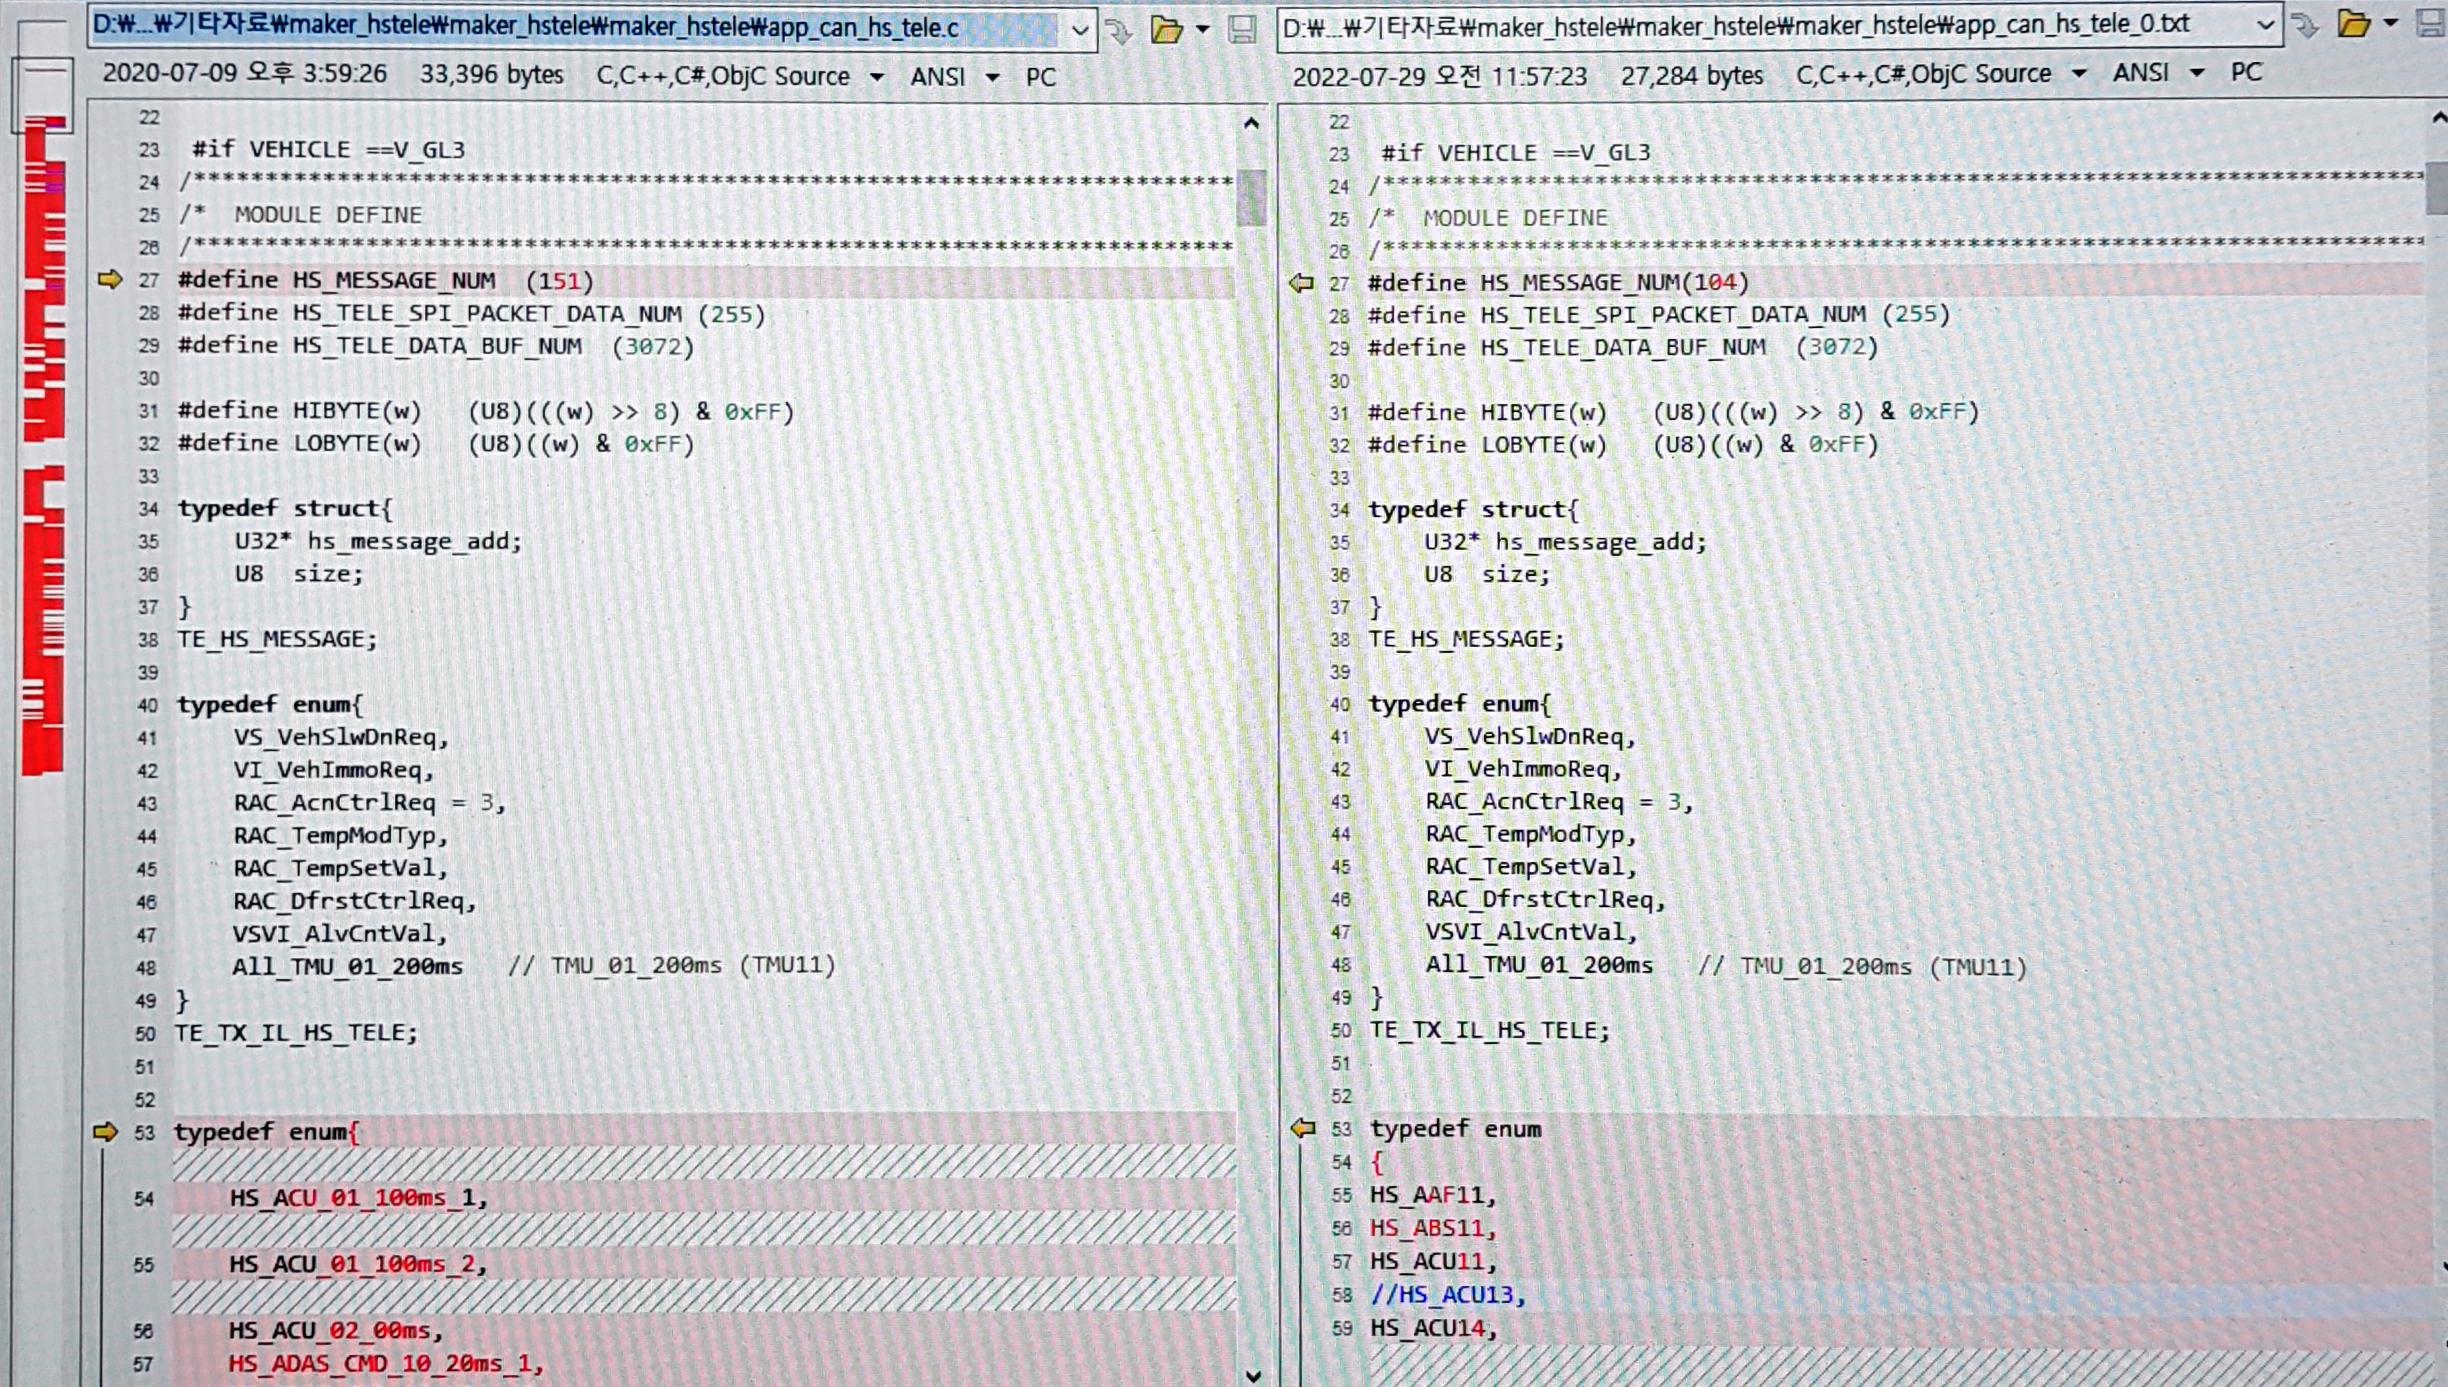 D:₩...₩기타자료₩maker_hstele₩maker_hstele₩maker_hstele₩app_can_hs_tele.c
2020-07-09 오후 3:59:26 33,396 bytes C,C++,C#,ObjC Source ANSI PC
22
23 #if VEHICLE ==V_GL3
24 /******************************************************************************
25 /* MODULE DEFINE
26 /******************************************************************************
27 #define HS_MESSAGE_NUM (151)
28 #define HS_TELE_SPI_PACKET_DATA_NUM (255)
29 #define HS_TELE_DATA_BUF_NUM (3072)
30
31 #define HIBYTE(w) (U8)(((w) >> 8) & 0xFF)
32 #define LOBYTE(w) (U8)((w) & 0xFF)
33
34 typedef struct{
35 U32* hs_message_add;
36 U8 size;
37 }
38 TE_HS_MESSAGE;
39
40 typedef enum{
41 VS_VehSlwDnReq,
42 VI_VehImmoReq,
43 RAC_AcnCtrlReq = 3,
44 RAC_TempModTyp,
45 RAC_TempSetVal,
46 RAC_DfrstCtrlReq,
47 VSVI_AlvCntVal,
48 All_TMU_01_200ms // TMU_01_200ms (TMU11)
49 }
50 TE_TX_IL_HS_TELE;
51
52
53 typedef enum{
54 HS_ACU_01_100ms_1,
55 HS_ACU_01_100ms_2,
56 HS_ACU_02_00ms,
57 HS_ADAS_CMD_10_20ms_1,
D:₩...₩기타자료₩maker_hstele₩maker_hstele₩maker_hstele₩app_can_hs_tele_0.txt
2022-07-29 오전 11:57:23 27,284 bytes C,C++,C#,ObjC Source ANSI PC
22
23 #if VEHICLE ==V_GL3
24 /******************************************************************************
25 /* MODULE DEFINE
26 /******************************************************************************
27 #define HS_MESSAGE_NUM(104)
28 #define HS_TELE_SPI_PACKET_DATA_NUM (255)
29 #define HS_TELE_DATA_BUF_NUM (3072)
30
31 #define HIBYTE(w) (U8)(((w) >> 8) & 0xFF)
32 #define LOBYTE(w) (U8)((w) & 0xFF)
33
34 typedef struct{
35 U32* hs_message_add;
36 U8 size;
37 }
38 TE_HS_MESSAGE;
39
40 typedef enum{
41 VS_VehSlwDnReq,
42 VI_VehImmoReq,
43 RAC_AcnCtrlReq = 3,
44 RAC_TempModTyp,
45 RAC_TempSetVal,
46 RAC_DfrstCtrlReq,
47 VSVI_AlvCntVal,
48 All_TMU_01_200ms // TMU_01_200ms (TMU11)
49 }
50 TE_TX_IL_HS_TELE;
51
52
53 typedef enum
54 {
55 HS_AAF11,
56 HS_ABS11,
57 HS_ACU11,
58 //HS_ACU13,
59 HS_ACU14,